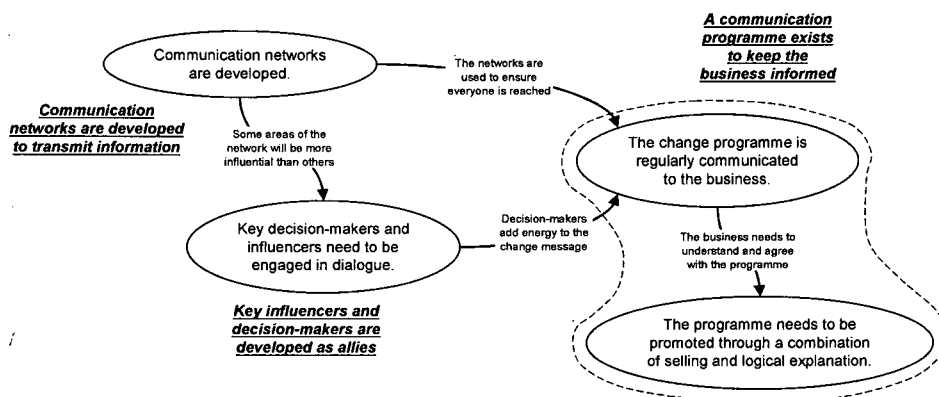 A communication
programme exists
to keep the
business informed
Communication networks
are developed.
The networks are
used to ensure
everyone is reached
Communication
networks are developed
to transmit information
Some areas of the
network will be more
influential than others
The change programme is
regularly communicated
to the business.
Key decision-makers and
influencers need to be
engaged in dialogue.
Decision-makers
add energy to the
change message
The business needs to
understand and agree
with the programme
Key influencers and
decision-makers are
developed as allies
The programme needs to be
promoted through a combination
of selling and logical explanation.